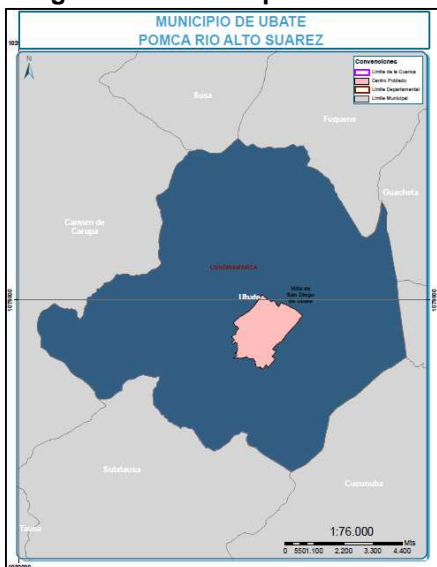 MUNICIPIO DE UBATE
POMCA RIO ALTO SUAREZ
N
Convenciones
Limite de la Cuenca
Centro Poblado
Limite Departamental
Limite Municipal
Susa
Fuquene
Guacheta
Carmen de
Carupa
CUNDINAMARCA
Ubate
Villa de
San Diego
de Ubate
1075000
1075000
Sutatausa
Cucunuba
Tausa
1:76.000
Mts
0 550 1.100 2.200 3.300 4.400